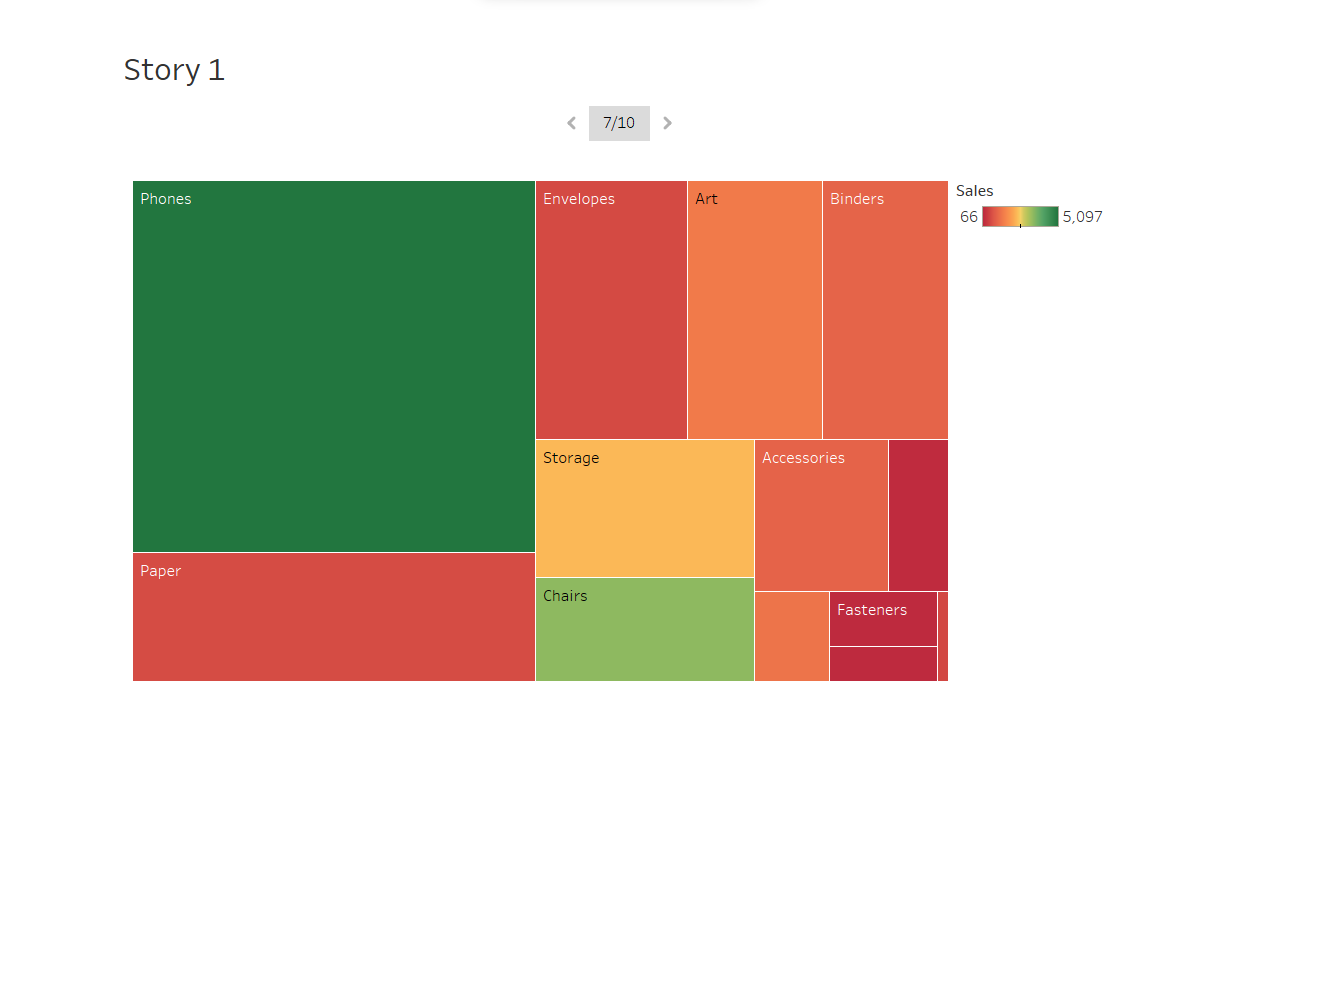 Story 1
7/10
Phones
Envelopes
Art
Binders
Sales
66
5,097
Storage
Accessories
Paper
Chairs
Fasteners